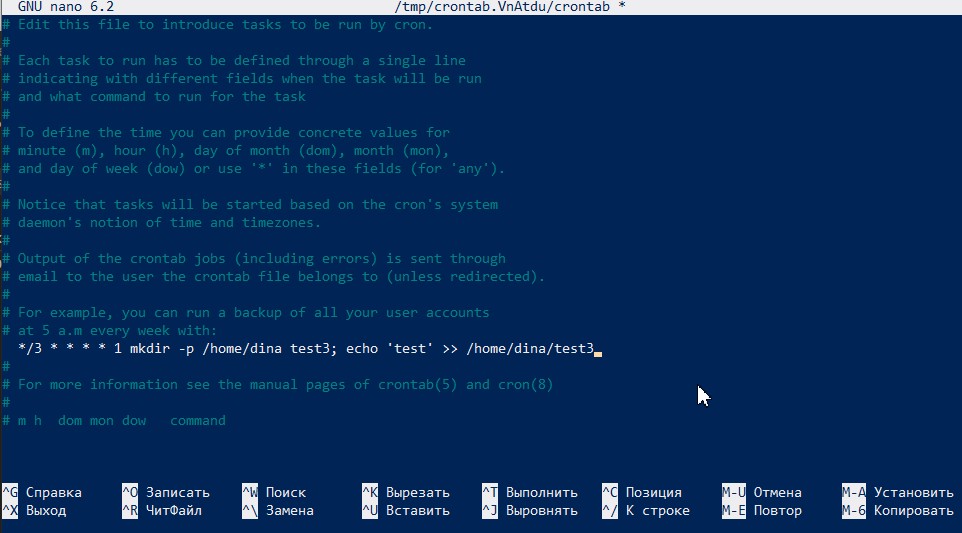 GNU nano 6.2 /tmp/crontab.VnAtdu/crontab *
# Edit this file to introduce tasks to be run by cron.
#
# Each task to run has to be defined through a single line
# indicating with different fields when the task will be run
# and what command to run for the task
#
# To define the time you can provide concrete values for
# minute (m), hour (h), day of month (dom), month (mon),
# and day of week (dow) or use '*' in these fields (for 'any').
#
# Notice that tasks will be started based on the cron's system
# daemon's notion of time and timezones.
#
# Output of the crontab jobs (including errors) is sent through
# email to the user the crontab file belongs to (unless redirected).
#
# For example, you can run a backup of all your user accounts
# at 5 a.m every week with:
*/3 * * * * 1 mkdir -p /home/dina test3; echo 'test' >> /home/dina/test3
#
# For more information see the manual pages of crontab(5) and cron(8)
#
# m h  dom mon dow   command
^G Справка ^O Записать ^W Поиск ^K Вырезать ^T Выполнить ^C Позиция M-U Отмена M-A Установить
^X Выход ^R ЧитФайл ^\ Замена ^U Вставить ^J Выровнять ^/ К строке M-E Повтор M-6 Копировать